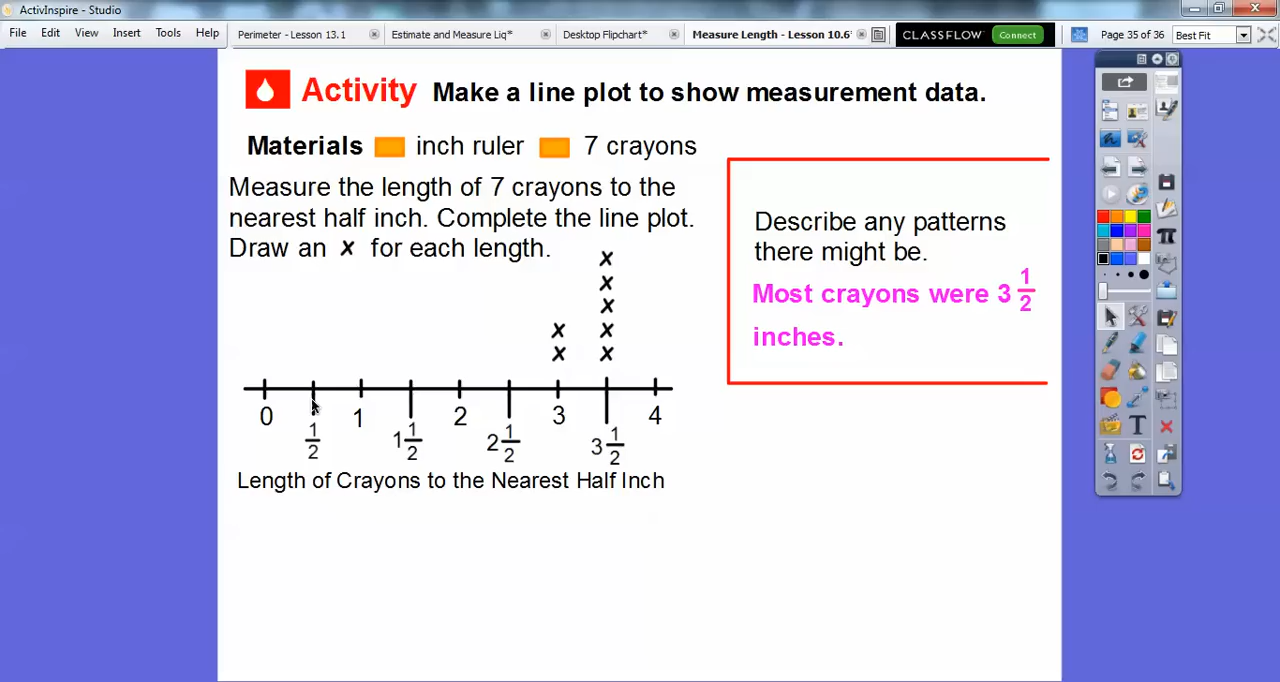 ActivInspire - Studio
File Edit View Insert Tools Help Perimeter - Lesson 13.1 Estimate and Measure Liq* Desktop Flipchart* Measure Length - Lesson 10.6 CLASSFLOW Connect Page 35 of 36 Best Fit
Activity Make a line plot to show measurement data.
Materials inch ruler 7 crayons
Measure the length of 7 crayons to the
nearest half inch. Complete the line plot.
Draw an x for each length.
x
x
x
x x
x x
0 1/2 1 1 1/2 2 2 1/2 3 3 1/2 4
Length of Crayons to the Nearest Half Inch
Describe any patterns
there might be.
Most crayons were 3 1/2
inches.